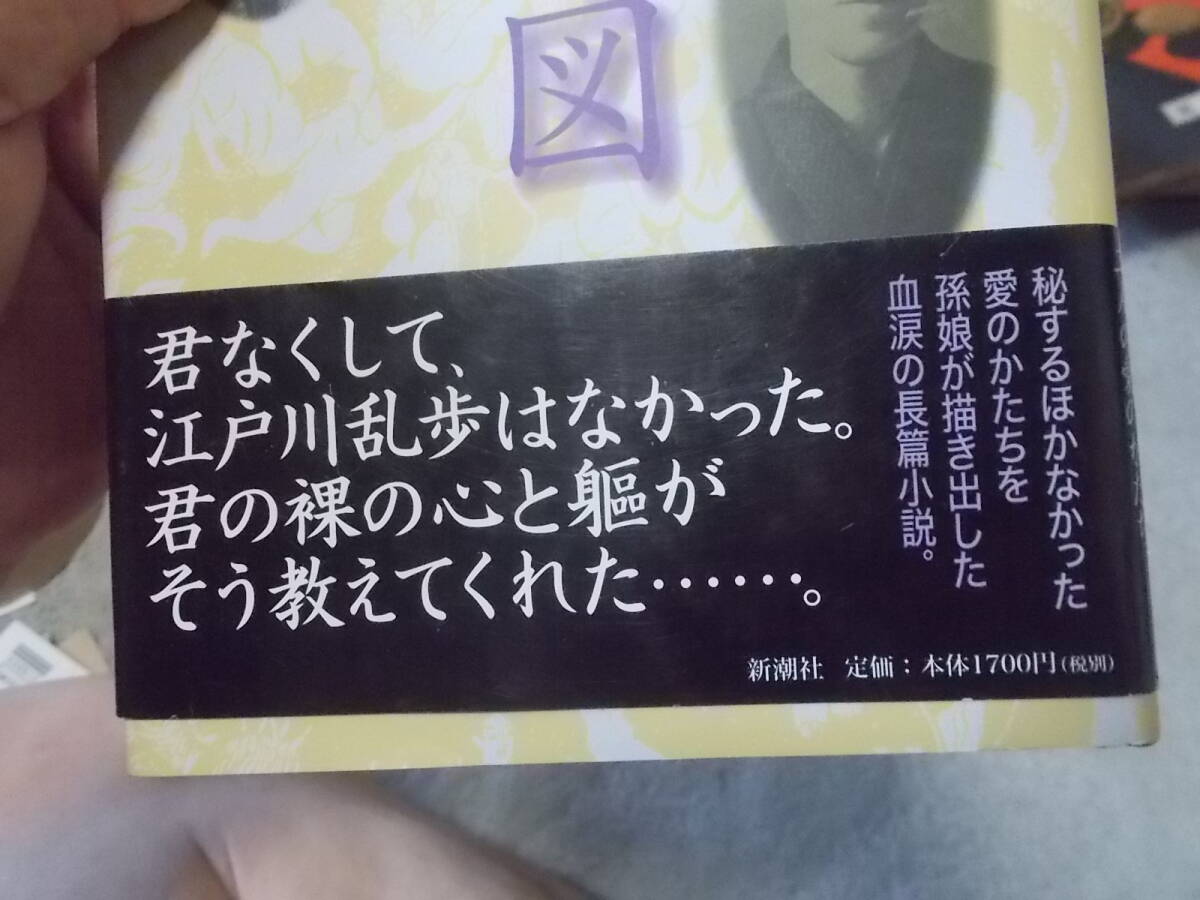 図
秘するほかなかった
愛のかたちを
孫娘が描き出した
血涙の長篇小説。
君なくして、
江戸川乱歩はなかった。
君の裸の心と軀が
そう教えてくれた……。
新潮社 定価：本体1700円（税別）